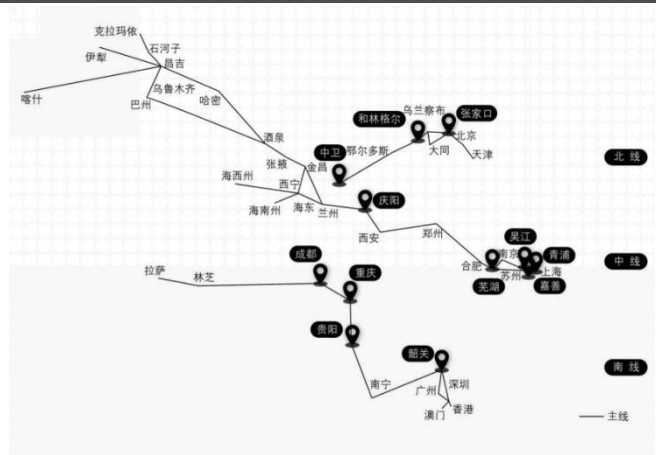 克拉玛依
石河子
伊犁
昌吉
喀什
乌鲁木齐
哈密
巴州
乌兰察布
张家口
和林格尔
北京
酒泉
大同
天津
中卫
鄂尔多斯
北 线
张掖
金昌
海西州
西宁
庆阳
海南州
海东
兰州
西安
郑州
吴江
成都
南京
青浦
合肥
中 线
拉萨
林芝
重庆
苏州
上海
芜湖
嘉善
贵阳
韶关
南 线
南宁
广州
深圳
澳门
香港
主线